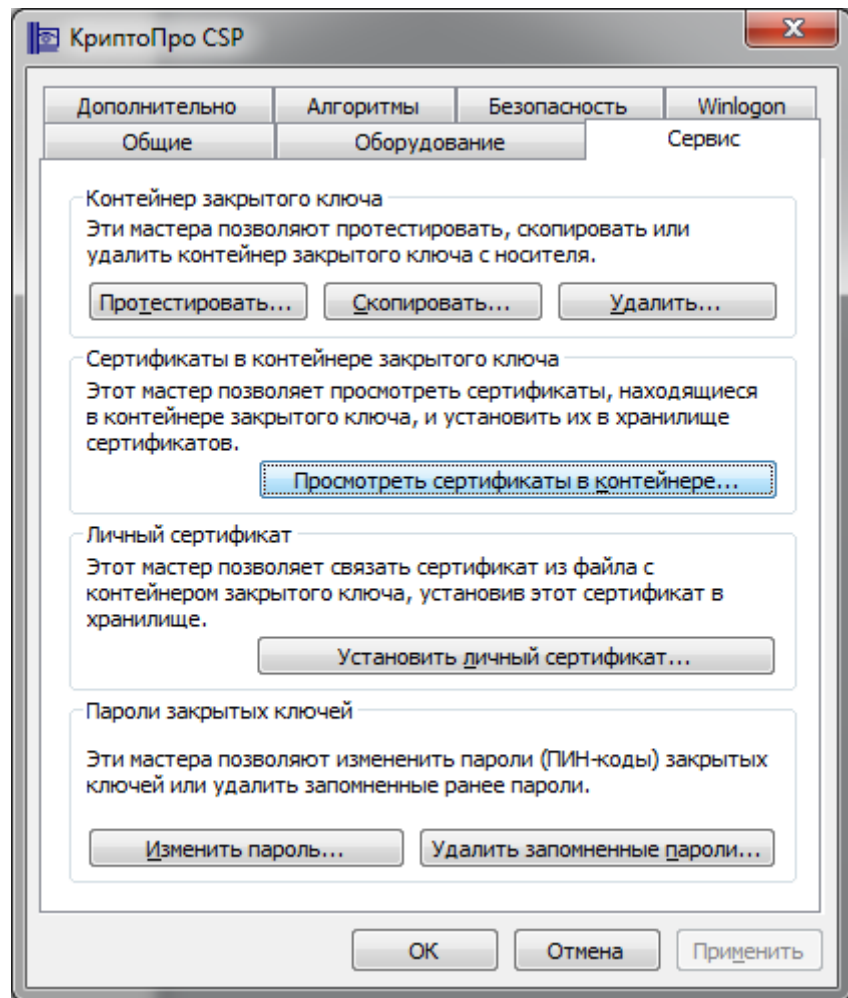 КриптоПро CSP
Дополнительно Алгоритмы Безопасность Winlogon
Общие Оборудование Сервис
Контейнер закрытого ключа
Эти мастера позволяют протестировать, скопировать или
удалить контейнер закрытого ключа с носителя.
Протестировать... Скопировать... Удалить...
Сертификаты в контейнере закрытого ключа
Этот мастер позволяет просмотреть сертификаты, находящиеся
в контейнере закрытого ключа, и установить их в хранилище
сертификатов.
Просмотреть сертификаты в контейнере...
Личный сертификат
Этот мастер позволяет связать сертификат из файла с
контейнером закрытого ключа, установив этот сертификат в
хранилище.
Установить личный сертификат...
Пароли закрытых ключей
Эти мастера позволяют измененить пароли (ПИН-коды) закрытых
ключей или удалить запомненные ранее пароли.
Изменить пароль... Удалить запомненные пароли...
ОК Отмена Применить